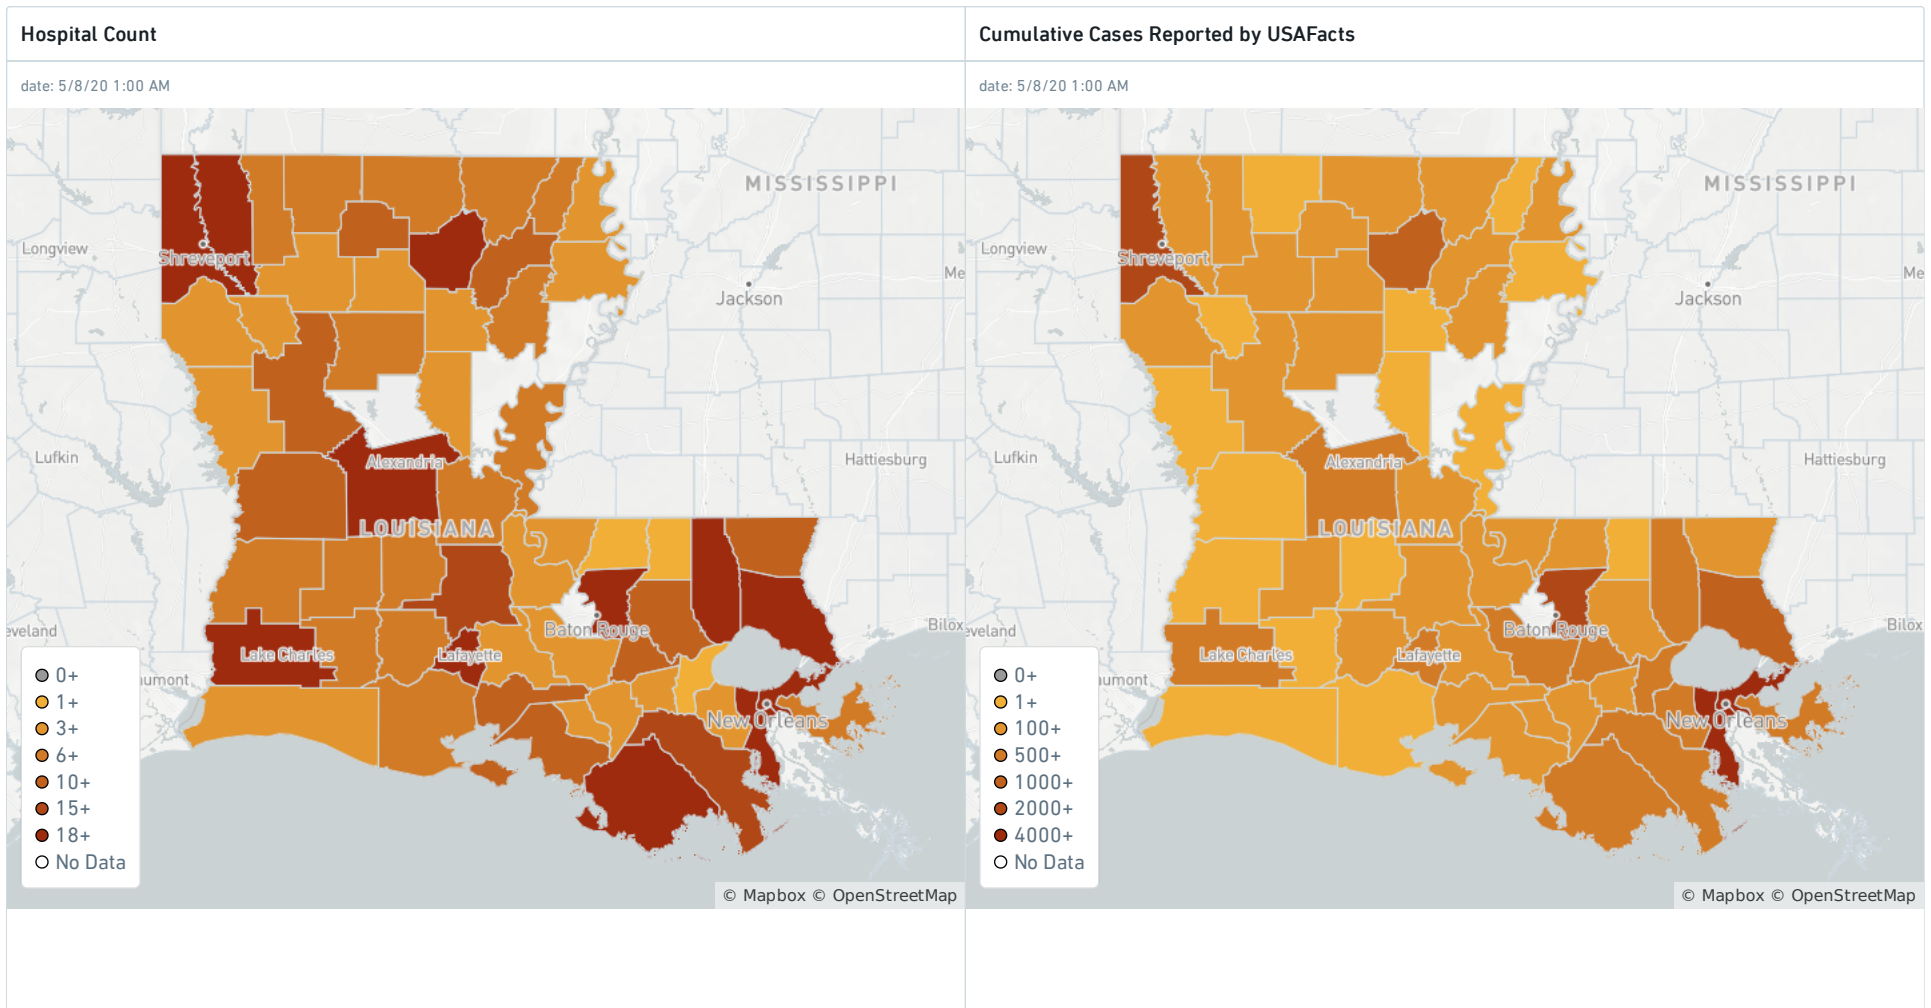 Hospital Count
date: 5/8/20 1:00 AM
MISSISSIPPI
Longview
Shreveport
Me
Jackson
Lufkin
Alexandria
Hattiesburg
LOUISIANA
eveland
Baton Rouge
Bilox
Lake Charles
Lafayette
aumont
New Orleans
0+
1+
3+
6+
10+
15+
18+
No Data
© Mapbox © OpenStreetMap
Cumulative Cases Reported by USAFacts
date: 5/8/20 1:00 AM
MISSISSIPPI
Longview
Shreveport
Me
Jackson
Lufkin
Alexandria
Hattiesburg
LOUISIANA
eveland
Baton Rouge
Bilox
Lake Charles
Lafayette
aumont
New Orleans
0+
1+
100+
500+
1000+
2000+
4000+
No Data
© Mapbox © OpenStreetMap